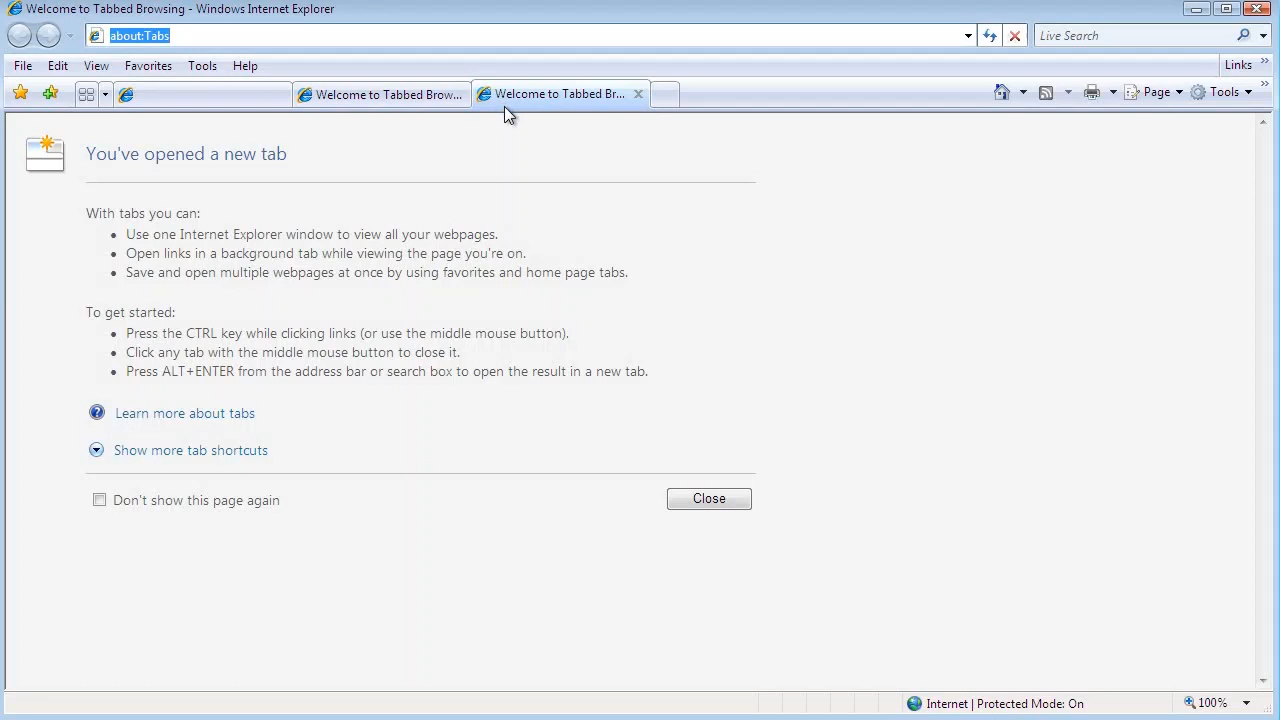 Welcome to Tabbed Browsing - Windows Internet Explorer
about:Tabs
Live Search
File Edit View Favorites Tools Help
Links
Welcome to Tabbed Brow...
Welcome to Tabbed Br...
Page
Tools
You've opened a new tab
With tabs you can:
Use one Internet Explorer window to view all your webpages.
Open links in a background tab while viewing the page you're on.
Save and open multiple webpages at once by using favorites and home page tabs.
To get started:
Press the CTRL key while clicking links (or use the middle mouse button).
Click any tab with the middle mouse button to close it.
Press ALT+ENTER from the address bar or search box to open the result in a new tab.
Learn more about tabs
Show more tab shortcuts
Don't show this page again
Close
Internet | Protected Mode: On
100%